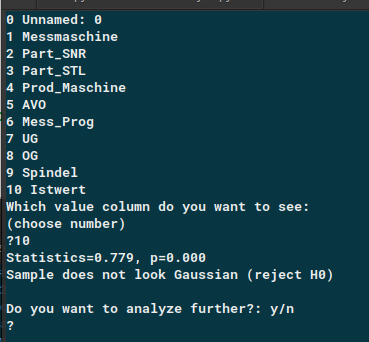 0 Unnamed: 0
1 Messmaschine
2 Part_SNR
3 Part_STL
4 Prod_Maschine
5 AVO
6 Mess_Prog
7 UG
8 OG
9 Spindel
10 Istwert
Which value column do you want to see:
(choose number)
?10
Statistics=0.779, p=0.000
Sample does not look Gaussian (reject H0)
Do you want to analyze further?: y/n
?